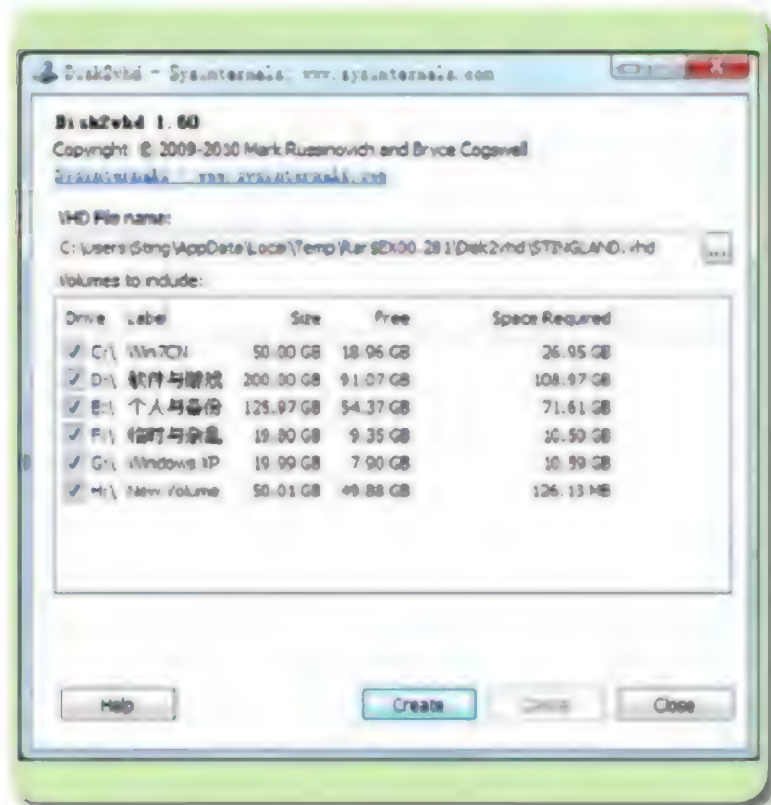 Disk2vhd - Sysinternals: www.sysinternals.com
Disk2vhd 1.60
Copyright © 2009-2010 Mark Russinovich and Bryce Cogswell
Sysinternals - www.sysinternals.com
VHD File name:
C:\Users\Sting\AppData\Local\Temp\Rar$EX00.281\Disk2vhd\STINGLAND.vhd ...
Volumes to include:
Drive Label Size Free Space Required
C:\ Win7CN 50.00 GB 18.96 GB 26.95 GB
D:\ 软件与游戏 200.00 GB 91.07 GB 108.97 GB
E:\ 个人与备份 125.97 GB 54.37 GB 71.61 GB
F:\ 临时与杂乱 19.80 GB 9.35 GB 10.50 GB
G:\ Windows XP 19.99 GB 7.90 GB 10.99 GB
H:\ New Volume 50.01 GB 49.88 GB 126.13 MB
Help Create Cancel Close